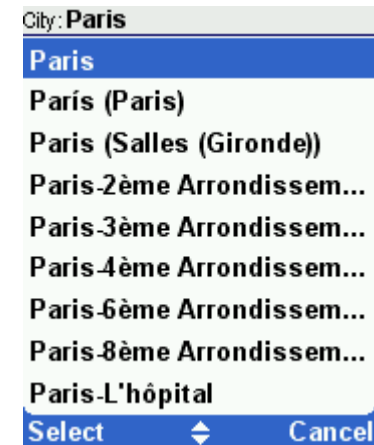 City: Paris
Paris
París (Paris)
Paris (Salles (Gironde))
Paris-2ème Arrondissem...
Paris-3ème Arrondissem...
Paris-4ème Arrondissem...
Paris-6ème Arrondissem...
Paris-8ème Arrondissem...
Paris-L'hôpital
Select Cancel